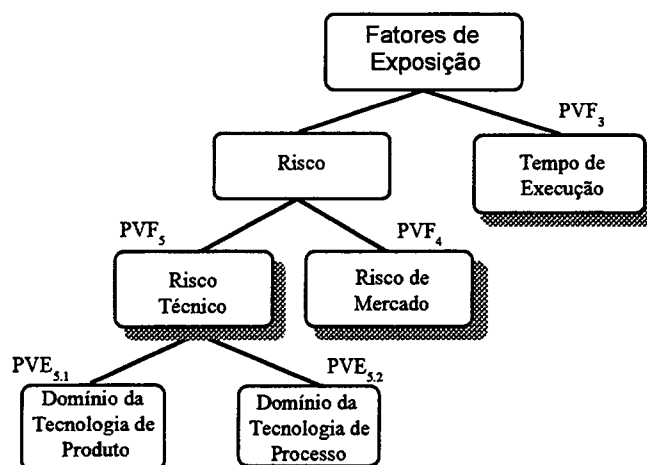 Fatores de
Exposição
PVF3
Risco
Tempo de
Execução
PVF5
PVF4
Risco
Técnico
Risco de
Mercado
PVE5.1
PVE5.2
Domínio da
Tecnologia de
Produto
Domínio da
Tecnologia de
Processo